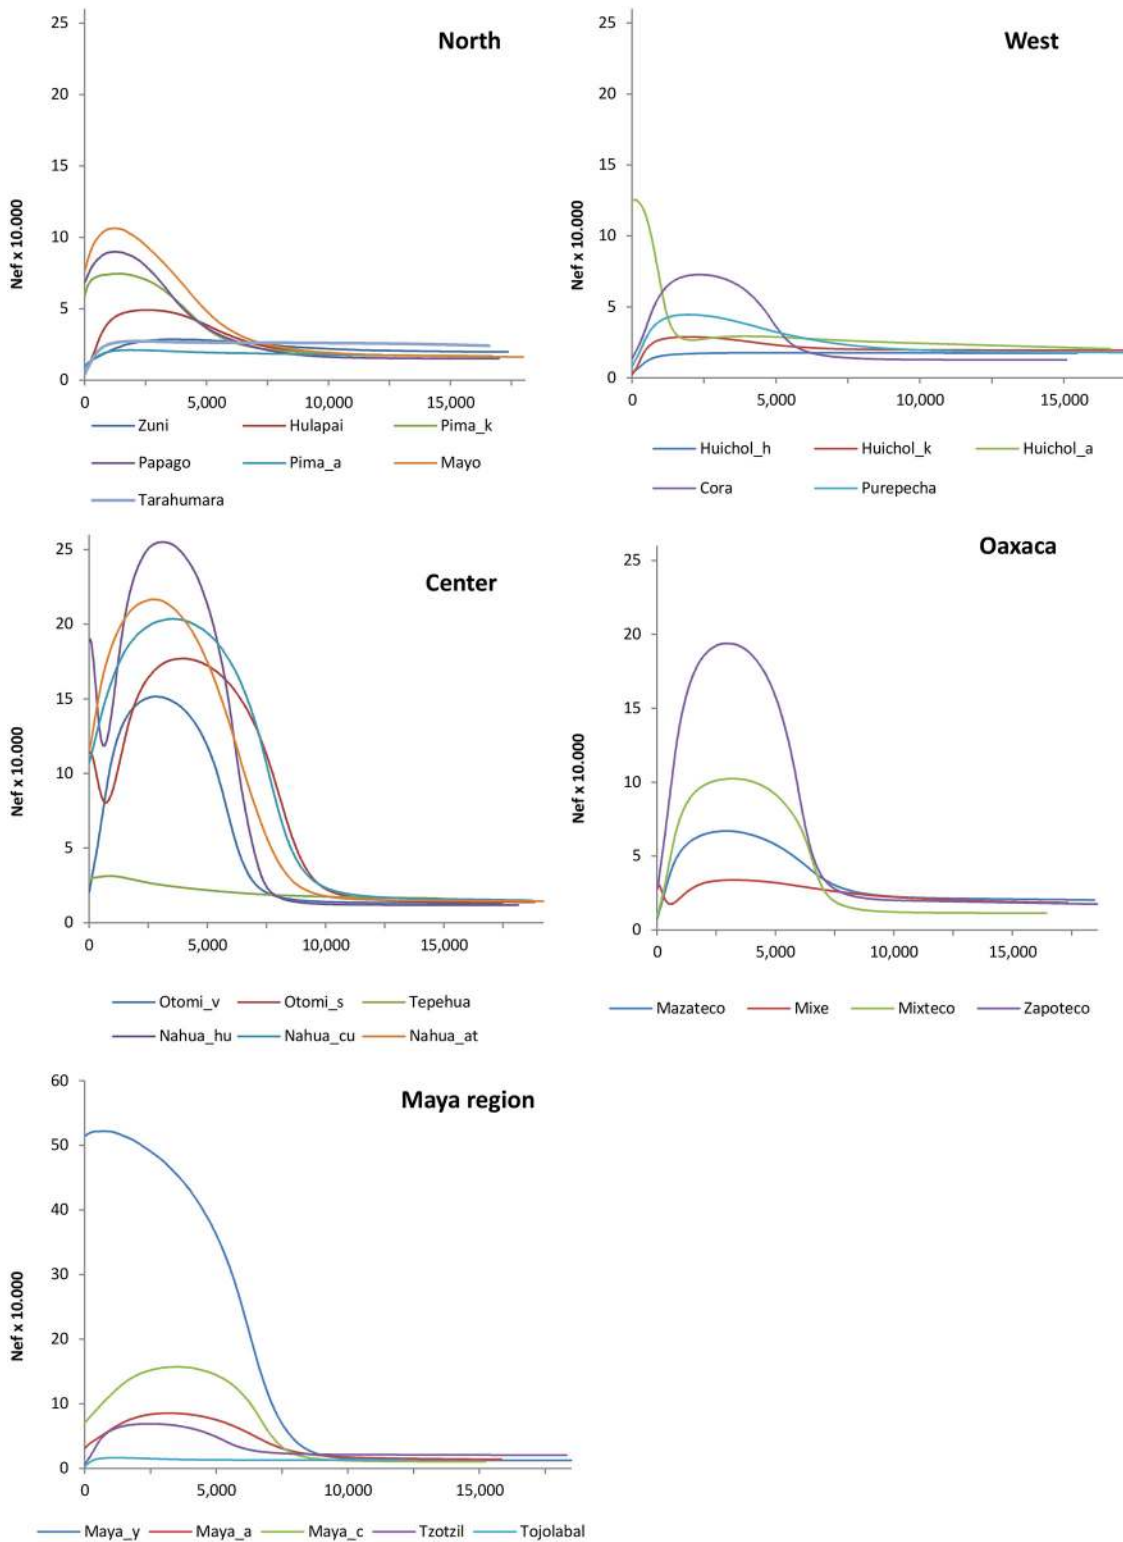 North
Nef x 10.000
25
20
15
10
5
0
0 5,000 10,000 15,000
Zuni Hulapai Pima_k
Papago Pima_a Mayo
Tarahumara
West
Nef x 10.000
25
20
15
10
5
0
0 5,000 10,000 15,000
Huichol_h Huichol_k Huichol_a
Cora Purepecha
Center
Nef x 10.000
25
20
15
10
5
0
0 5,000 10,000 15,000
Otomi_v Otomi_s Tepehua
Nahua_hu Nahua_cu Nahua_at
Oaxaca
Nef x 10.000
25
20
15
10
5
0
0 5,000 10,000 15,000
Mazateco Mixe Mixteco Zapoteco
Maya region
Nef x 10.000
60
50
40
30
20
10
0
0 5,000 10,000 15,000
Maya_y Maya_a Maya_c Tzotzil Tojolabal